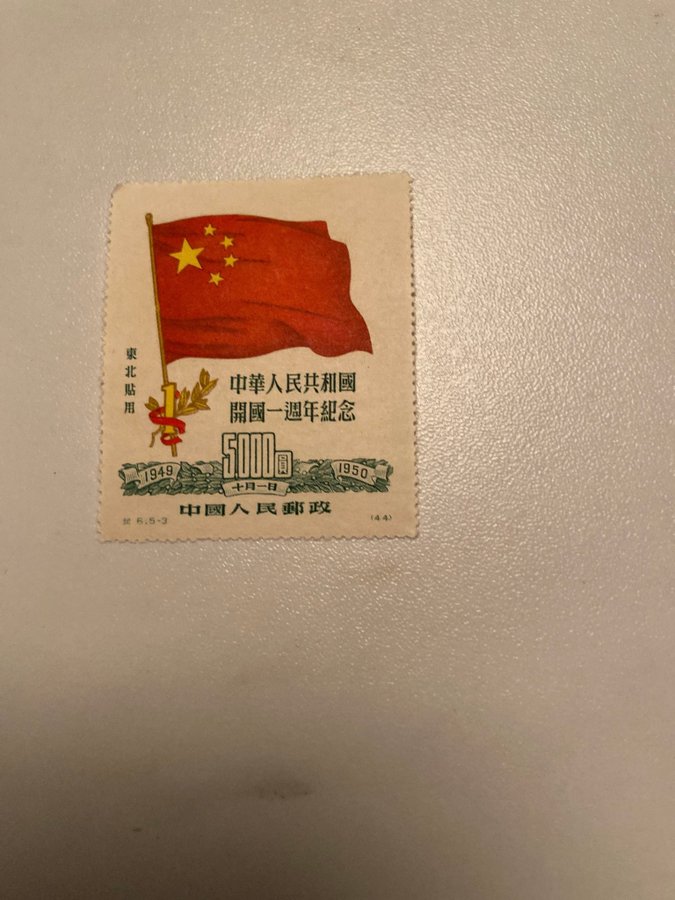 東北貼用
中華人民共和國
開國一週年紀念
5000圓
1949
1950
十月一日
中國人民郵政
紀 6.5-3
(44)